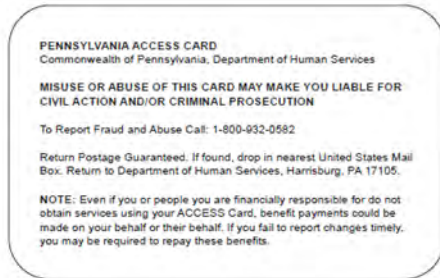 PENNSYLVANIA ACCESS CARD
Commonwealth of Pennsylvania, Department of Human Services
MISUSE OR ABUSE OF THIS CARD MAY MAKE YOU LIABLE FOR
CIVIL ACTION AND/OR CRIMINAL PROSECUTION
To Report Fraud and Abuse Call: 1-800-932-0582
Return Postage Guaranteed. If found, drop in nearest United States Mail
Box. Return to Department of Human Services, Harrisburg. PA 17105.
NOTE: Even if you or people you are financially responsible for do not
obtain services using your ACCESS Card, benefit payments could be
made on your behalf or their behalf. If you fail to report changes timely,
you may be required to repay these benefits.